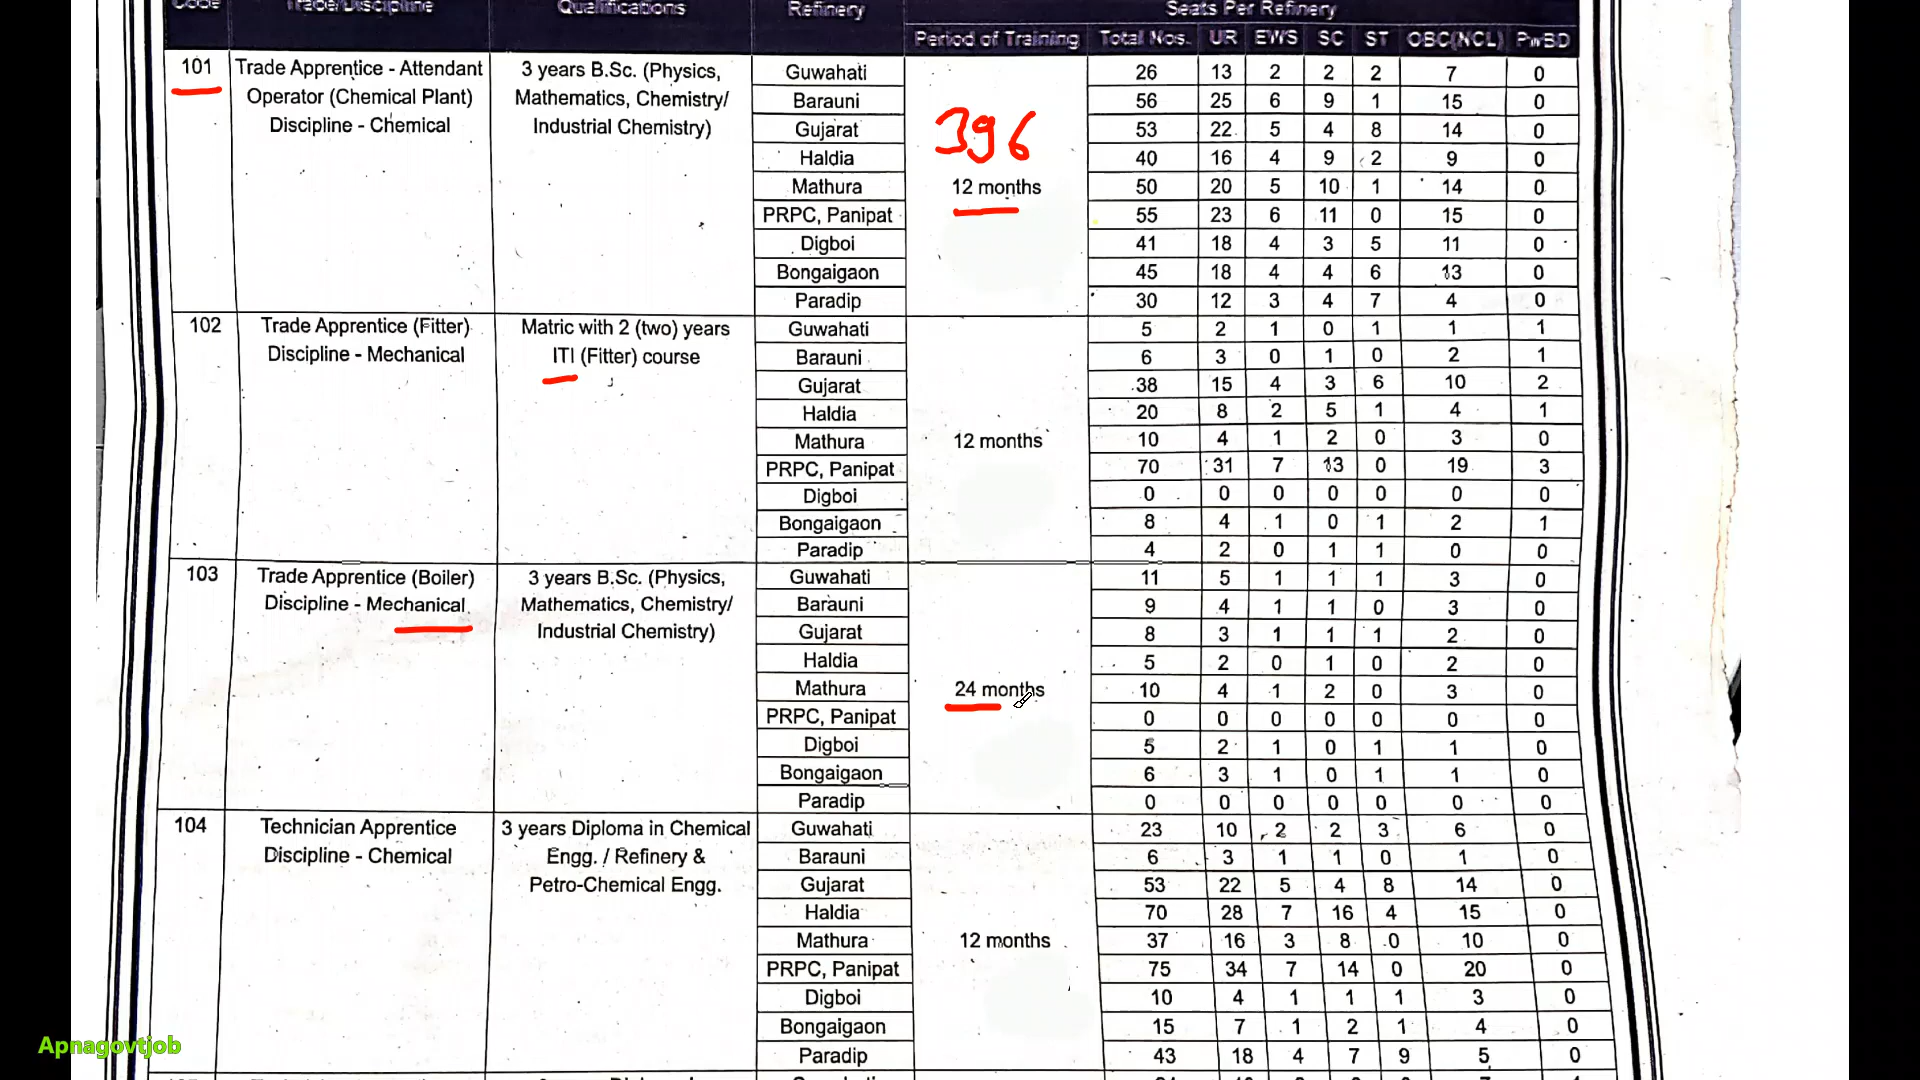 Code Trade/Discipline Qualifications Refinery Seats Per Refinery
Period of Training Total Nos. UR EWS SC ST OBC(NCL) PwBD
101 Trade Apprentice - Attendant Operator (Chemical Plant) Discipline - Chemical 3 years B.Sc. (Physics, Mathematics, Chemistry/ Industrial Chemistry) 396 12 months
Guwahati 26 13 2 2 2 7 0
Barauni 56 25 6 9 1 15 0
Gujarat 53 22 5 4 8 14 0
Haldia 40 16 4 9 2 9 0
Mathura 50 20 5 10 1 14 0
PRPC, Panipat 55 23 6 11 0 15 0
Digboi 41 18 4 3 5 11 0
Bongaigaon 45 18 4 4 6 13 0
Paradip 30 12 3 4 7 4 0
102 Trade Apprentice (Fitter) Discipline - Mechanical Matric with 2 (two) years ITI (Fitter) course 12 months
Guwahati 5 2 1 0 1 1 1
Barauni 6 3 0 1 0 2 1
Gujarat 38 15 4 3 6 10 2
Haldia 20 8 2 5 1 4 1
Mathura 10 4 1 2 0 3 0
PRPC, Panipat 70 31 7 13 0 19 3
Digboi 0 0 0 0 0 0 0
Bongaigaon 8 4 1 0 1 2 1
Paradip 4 2 0 1 1 0 0
103 Trade Apprentice (Boiler) Discipline - Mechanical 3 years B.Sc. (Physics, Mathematics, Chemistry/ Industrial Chemistry) 24 months
Guwahati 11 5 1 1 1 3 0
Barauni 9 4 1 1 0 3 0
Gujarat 8 3 1 1 1 2 0
Haldia 5 2 0 1 0 2 0
Mathura 10 4 1 2 0 3 0
PRPC, Panipat 0 0 0 0 0 0 0
Digboi 5 2 1 0 1 1 0
Bongaigaon 6 3 1 0 1 1 0
Paradip 0 0 0 0 0 0 0
104 Technician Apprentice Discipline - Chemical 3 years Diploma in Chemical Engg. / Refinery & Petro-Chemical Engg. 12 months
Guwahati 23 10 2 2 3 6 0
Barauni 6 3 1 1 0 1 0
Gujarat 53 22 5 4 8 14 0
Haldia 70 28 7 16 4 15 0
Mathura 37 16 3 8 0 10 0
PRPC, Panipat 75 34 7 14 0 20 0
Digboi 10 4 1 1 1 3 0
Bongaigaon 15 7 1 2 1 4 0
Paradip 43 18 4 7 9 5 0
Apnagovtjob